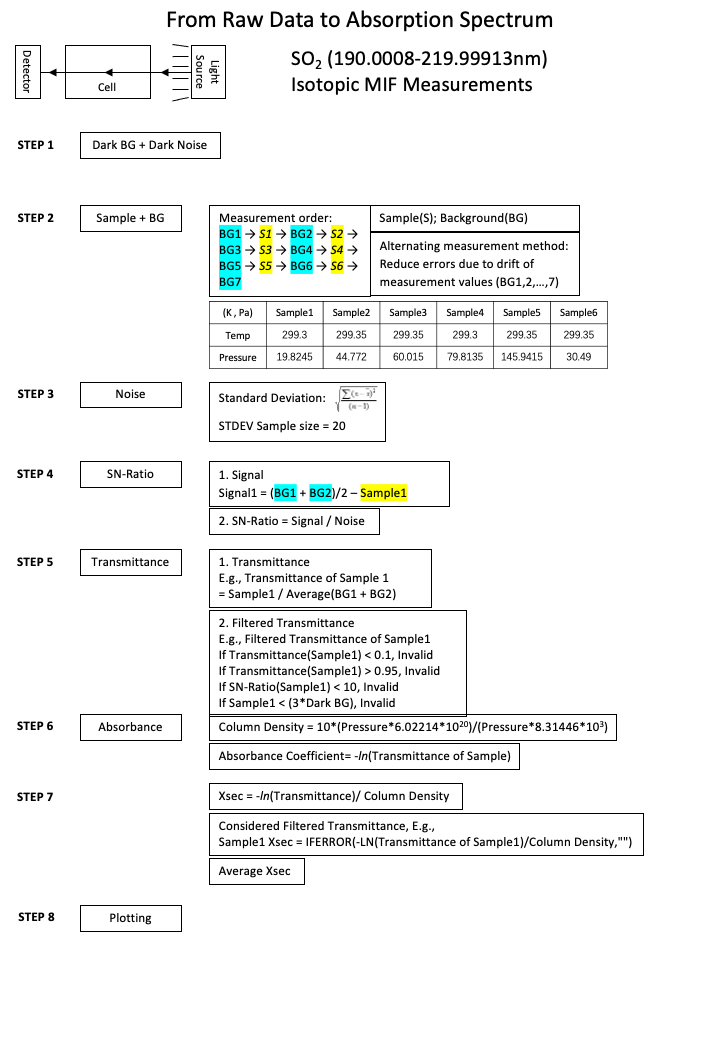 From Raw Data to Absorption Spectrum
Detector
Cell
Light
Source
SO₂ (190.0008-219.99913nm)
Isotopic MIF Measurements
STEP 1
Dark BG + Dark Noise
STEP 2
Sample + BG
Measurement order:
BG1 → S1 → BG2 → S2 →
BG3 → S3 → BG4 → S4 →
BG5 → S5 → BG6 → S6 →
BG7
Sample(S); Background(BG)
Alternating measurement method:
Reduce errors due to drift of
measurement values (BG1,2,...,7)
(K , Pa) Sample1 Sample2 Sample3 Sample4 Sample5 Sample6
Temp 299.3 299.35 299.35 299.3 299.35 299.35
Pressure 19.8245 44.772 60.015 79.8135 145.9415 30.49
STEP 3
Noise
Standard Deviation: √(∑(x− x̄)²/(n−1))
STDEV Sample size = 20
STEP 4
SN-Ratio
1. Signal
Signal1 = (BG1 + BG2)/2 – Sample1
2. SN-Ratio = Signal / Noise
STEP 5
Transmittance
1. Transmittance
E.g., Transmittance of Sample 1
= Sample1 / Average(BG1 + BG2)
2. Filtered Transmittance
E.g., Filtered Transmittance of Sample1
If Transmittance(Sample1) < 0.1, Invalid
If Transmittance(Sample1) > 0.95, Invalid
If SN-Ratio(Sample1) < 10, Invalid
If Sample1 < (3*Dark BG), Invalid
STEP 6
Absorbance
Column Density = 10*(Pressure*6.02214*10²⁰)/(Pressure*8.31446*10³)
Absorbance Coefficient= -ln(Transmittance of Sample)
STEP 7
Xsec = -ln(Transmittance)/ Column Density
Considered Filtered Transmittance, E.g.,
Sample1 Xsec = IFERROR(-LN(Transmittance of Sample1)/Column Density,"")
Average Xsec
STEP 8
Plotting